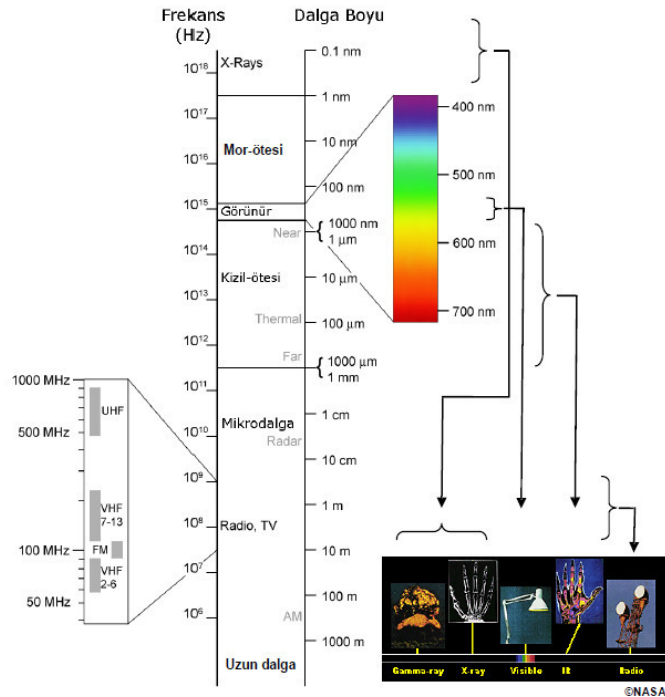 Frekans
(Hz)
Dalga Boyu
10¹⁸
10¹⁷
10¹⁶
10¹⁵
10¹⁴
10¹³
10¹²
10¹¹
10¹⁰
10⁹
10⁸
10⁷
10⁶
X-Rays
Mor-ötesi
Görünür
Near
Kizil-ötesi
Thermal
Far
Mikrodalga
Radar
Radio, TV
AM
Uzun dalga
0.1 nm
1 nm
10 nm
100 nm
1000 nm
1 µm
10 µm
100 µm
1000 µm
1 mm
1 cm
10 cm
1 m
10 m
100 m
1000 m
400 nm
500 nm
600 nm
700 nm
1000 MHz
500 MHz
100 MHz
50 MHz
UHF
VHF
7-13
FM
VHF
2-6
Gamma-ray
X-ray
Visible
IR
Radio
©NASA